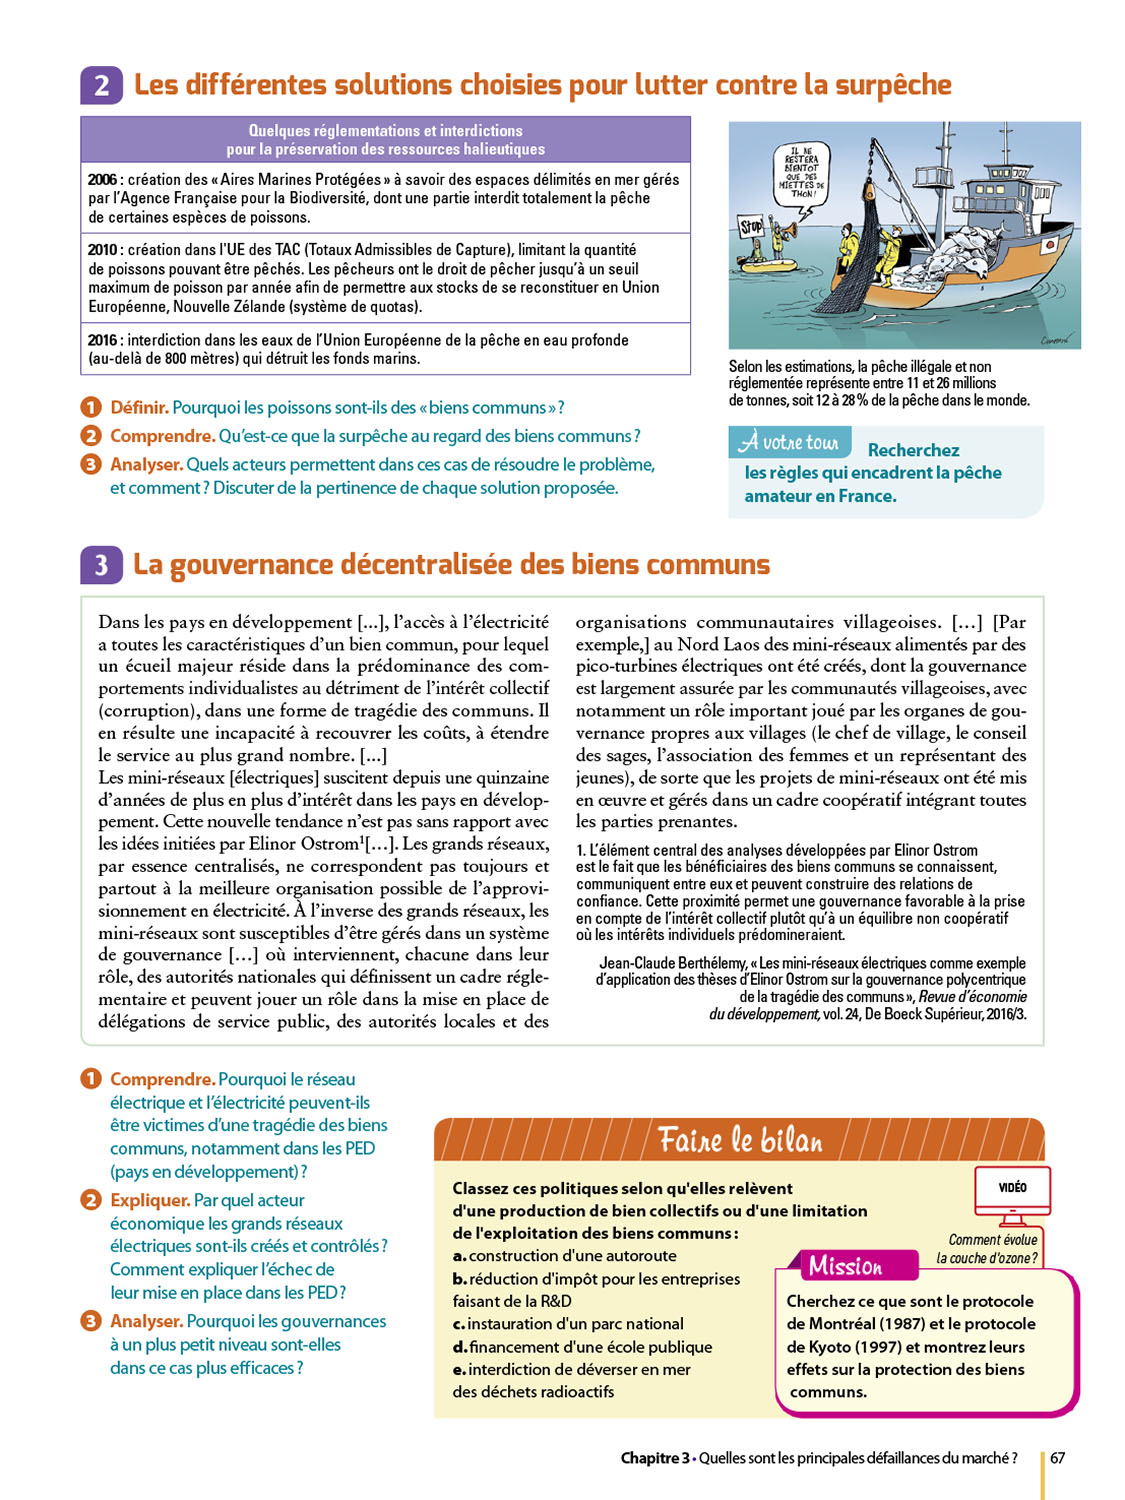 2 Les différentes solutions choisies pour lutter contre la surpêche
Quelques réglementations et interdictions
pour la préservation des ressources halieutiques
2006 : création des « Aires Marines Protégées » à savoir des espaces délimités en mer gérés
par l'Agence Française pour la Biodiversité, dont une partie interdit totalement la pêche
de certaines espèces de poissons.
2010 : création dans l'UE des TAC (Totaux Admissibles de Capture), limitant la quantité
de poissons pouvant être pêchés. Les pêcheurs ont le droit de pêcher jusqu'à un seuil
maximum de poisson par année afin de permettre aux stocks de se reconstituer en Union
Européenne, Nouvelle Zélande (système de quotas).
2016 : interdiction dans les eaux de l'Union Européenne de la pêche en eau profonde
(au-delà de 800 mètres) qui détruit les fonds marins.
IL NE
RESTERA
BIENTOT
QUE DES
MIETTES DE
THON!
Stop!
Selon les estimations, la pêche illégale et non
réglementée représente entre 11 et 26 millions
de tonnes, soit 12 à 28 % de la pêche dans le monde.
1 Définir. Pourquoi les poissons sont-ils des « biens communs » ?
2 Comprendre. Qu'est-ce que la surpêche au regard des biens communs ?
3 Analyser. Quels acteurs permettent dans ces cas de résoudre le problème,
et comment ? Discuter de la pertinence de chaque solution proposée.
À votre tour Recherchez
les règles qui encadrent la pêche
amateur en France.
3 La gouvernance décentralisée des biens communs
Dans les pays en développement [...], l'accès à l'électricité
a toutes les caractéristiques d'un bien commun, pour lequel
un écueil majeur réside dans la prédominance des com-
portements individualistes au détriment de l'intérêt collectif
(corruption), dans une forme de tragédie des communs. Il
en résulte une incapacité à recouvrer les coûts, à étendre
le service au plus grand nombre. [...]
Les mini-réseaux [électriques] suscitent depuis une quinzaine
d'années de plus en plus d'intérêt dans les pays en dévelop-
pement. Cette nouvelle tendance n'est pas sans rapport avec
les idées initiées par Elinor Ostrom¹[…]. Les grands réseaux,
par essence centralisés, ne correspondent pas toujours et
partout à la meilleure organisation possible de l'approvi-
sionnement en électricité. À l'inverse des grands réseaux, les
mini-réseaux sont susceptibles d'être gérés dans un système
de gouvernance […] où interviennent, chacune dans leur
rôle, des autorités nationales qui définissent un cadre régle-
mentaire et peuvent jouer un rôle dans la mise en place de
délégations de service public, des autorités locales et des
organisations communautaires villageoises. […] [Par
exemple,] au Nord Laos des mini-réseaux alimentés par des
pico-turbines électriques ont été créés, dont la gouvernance
est largement assurée par les communautés villageoises, avec
notamment un rôle important joué par les organes de gou-
vernance propres aux villages (le chef de village, le conseil
des sages, l'association des femmes et un représentant des
jeunes), de sorte que les projets de mini-réseaux ont été mis
en œuvre et gérés dans un cadre coopératif intégrant toutes
les parties prenantes.
1. L'élément central des analyses développées par Elinor Ostrom
est le fait que les bénéficiaires des biens communs se connaissent,
communiquent entre eux et peuvent construire des relations de
confiance. Cette proximité permet une gouvernance favorable à la prise
en compte de l'intérêt collectif plutôt qu'à un équilibre non coopératif
où les intérêts individuels prédomineraient.
Jean-Claude Berthélemy, « Les mini-réseaux électriques comme exemple
d'application des thèses d'Elinor Ostrom sur la gouvernance polycentrique
de la tragédie des communs », Revue d'économie
du développement, vol. 24, De Boeck Supérieur, 2016/3.
1 Comprendre. Pourquoi le réseau
électrique et l'électricité peuvent-ils
être victimes d'une tragédie des biens
communs, notamment dans les PED
(pays en développement) ?
2 Expliquer. Par quel acteur
économique les grands réseaux
électriques sont-ils créés et contrôlés ?
Comment expliquer l'échec de
leur mise en place dans les PED ?
3 Analyser. Pourquoi les gouvernances
à un plus petit niveau sont-elles
dans ce cas plus efficaces ?
Faire le bilan
Classez ces politiques selon qu'elles relèvent
d'une production de bien collectifs ou d'une limitation
de l'exploitation des biens communs :
a. construction d'une autoroute
b. réduction d'impôt pour les entreprises
faisant de la R&D
c. instauration d'un parc national
d. financement d'une école publique
e. interdiction de déverser en mer
des déchets radioactifs
VIDÉO
Comment évolue
la couche d'ozone ?
Mission
Cherchez ce que sont le protocole
de Montréal (1987) et le protocole
de Kyoto (1997) et montrez leurs
effets sur la protection des biens
communs.
Chapitre 3 • Quelles sont les principales défaillances du marché ? 67